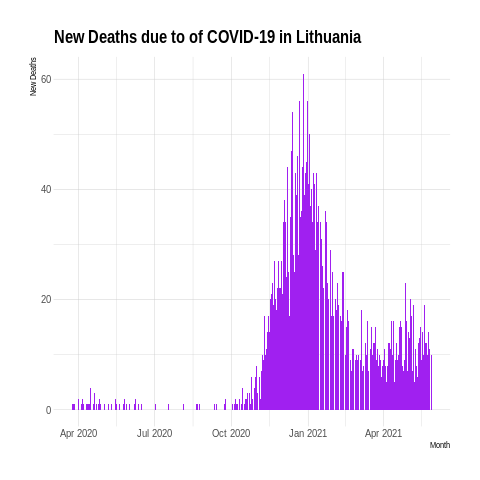 New Deaths due to of COVID-19 in Lithuania
New Deaths
60
40
20
0
Apr 2020 Jul 2020 Oct 2020 Jan 2021 Apr 2021
Month